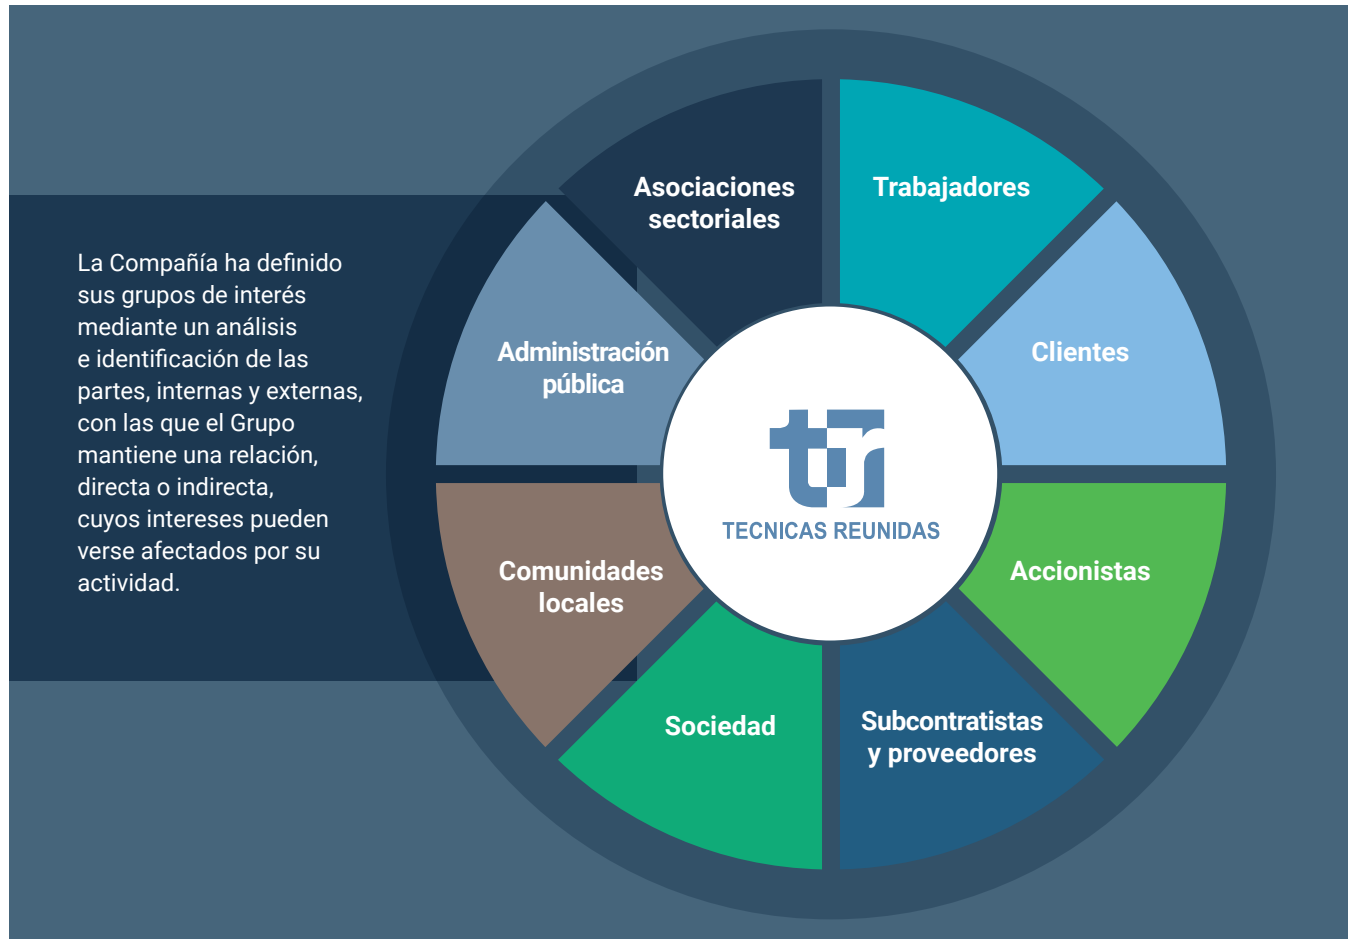 La Compañía ha definido
sus grupos de interés
mediante un análisis
e identificación de las
partes, internas y externas,
con las que el Grupo
mantiene una relación,
directa o indirecta,
cuyos intereses pueden
verse afectados por su
actividad.
Asociaciones
sectoriales
Trabajadores
Clientes
Accionistas
Subcontratistas
y proveedores
Sociedad
Comunidades
locales
Administración
pública
tr
TECNICAS REUNIDAS